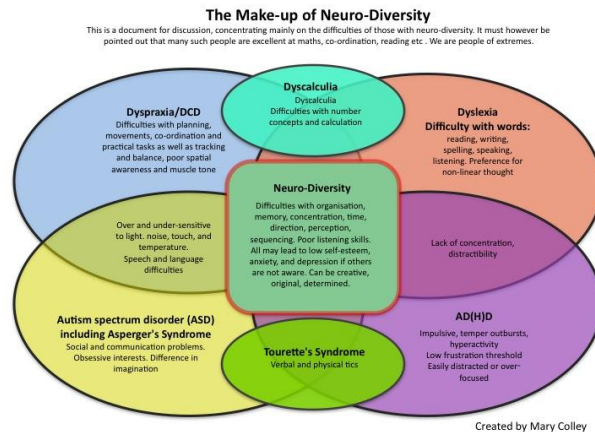 The Make-up of Neuro-Diversity
This is a document for discussion, concentrating mainly on the difficulties of those with neuro-diversity. It must however be
pointed out that many such people are excellent at maths, co-ordination, reading etc . We are people of extremes.
Dyscalculia
Dyscalculia
Difficulties with number
concepts and calculation
Dyspraxia/DCD
Difficulties with planning,
movements, co-ordination and
practical tasks as well as tracking
and balance, poor spatial
awareness and muscle tone
Dyslexia
Difficulty with words:
reading, writing,
spelling, speaking,
listening. Preference for
non-linear thought
Neuro-Diversity
Difficulties with organisation,
memory, concentration, time,
direction, perception,
sequencing. Poor listening skills.
All may lead to low self-esteem,
anxiety, and depression if others
are not aware. Can be creative,
original, determined.
Over and under-sensitive
to light. noise, touch, and
temperature.
Speech and language
difficulties
Lack of concentration,
distractibility
Autism spectrum disorder (ASD)
including Asperger's Syndrome
Social and communication problems.
Obsessive interests. Difference in
imagination
Tourette's Syndrome
Verbal and physical tics
AD(H)D
Impulsive, temper outbursts,
hyperactivity
Low frustration threshold
Easily distracted or over-
focused
Created by Mary Colley